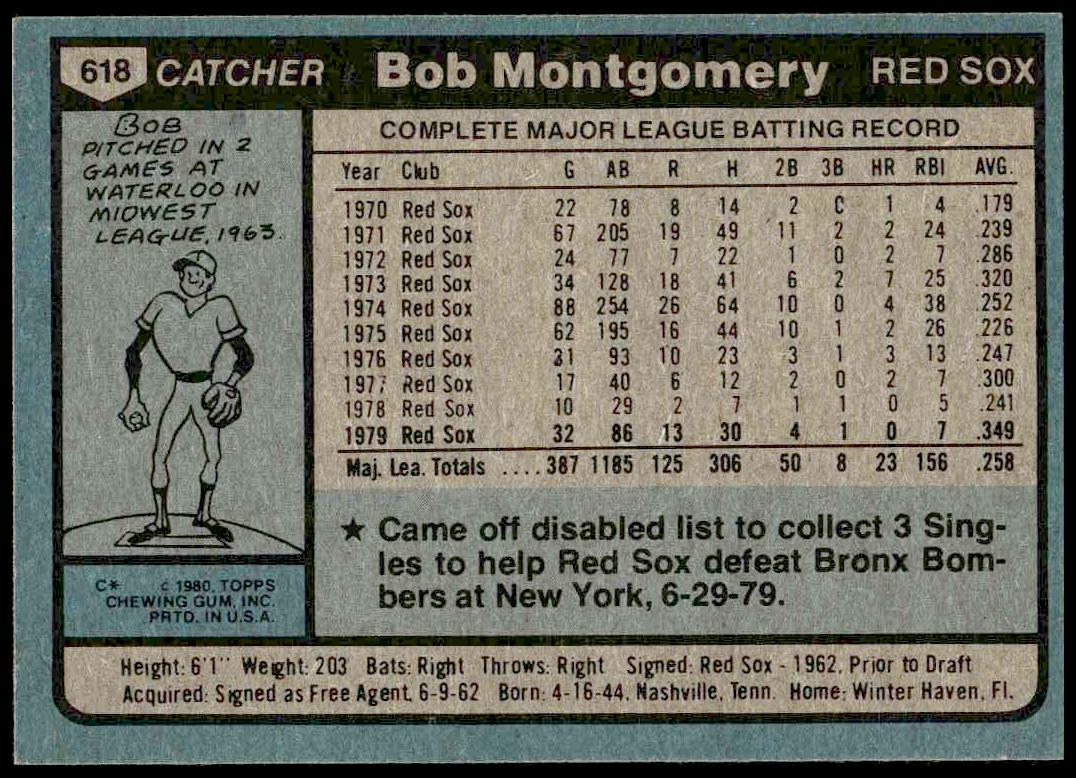 618 CATCHER Bob Montgomery RED SOX
BOB
PITCHED IN 2
GAMES AT
WATERLOO IN
MIDWEST
LEAGUE, 1963.
C* © 1980, TOPPS
CHEWING GUM, INC.
PRTD. IN U.S.A.
COMPLETE MAJOR LEAGUE BATTING RECORD
Year Club G AB R H 2B 3B HR RBI AVG.
1970 Red Sox 22 78 8 14 2 0 1 4 .179
1971 Red Sox 67 205 19 49 11 2 2 24 .239
1972 Red Sox 24 77 7 22 1 0 2 7 .286
1973 Red Sox 34 128 18 41 6 2 7 25 .320
1974 Red Sox 88 254 26 64 10 0 4 38 .252
1975 Red Sox 62 195 16 44 10 1 2 26 .226
1976 Red Sox 31 93 10 23 3 1 3 13 .247
1977 Red Sox 17 40 6 12 2 0 2 7 .300
1978 Red Sox 10 29 2 7 1 1 0 5 .241
1979 Red Sox 32 86 13 30 4 1 0 7 .349
Maj. Lea. Totals ....387 1185 125 306 50 8 23 156 .258
★ Came off disabled list to collect 3 Sing-
les to help Red Sox defeat Bronx Bom-
bers at New York, 6-29-79.
Height: 6'1" Weight: 203 Bats: Right Throws: Right Signed: Red Sox - 1962, Prior to Draft
Acquired: Signed as Free Agent, 6-9-62 Born: 4-16-44, Nashville, Tenn. Home: Winter Haven, Fl.